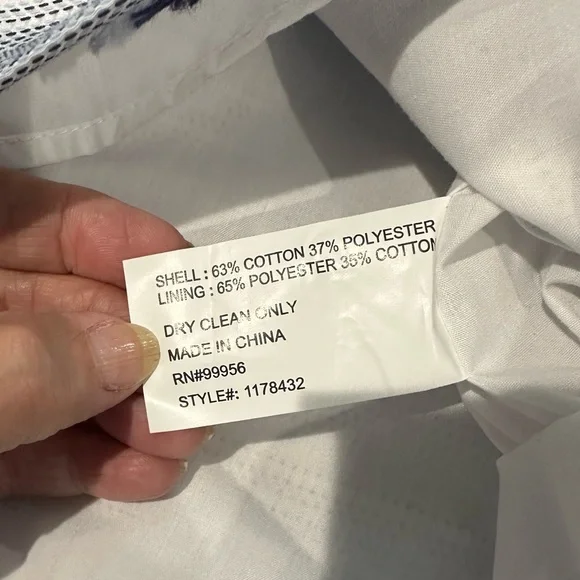 SHELL : 63% COTTON 37% POLYESTER
LINING : 65% POLYESTER 35% COTTON
DRY CLEAN ONLY
MADE IN CHINA
RN#99956
STYLE#: 1178432